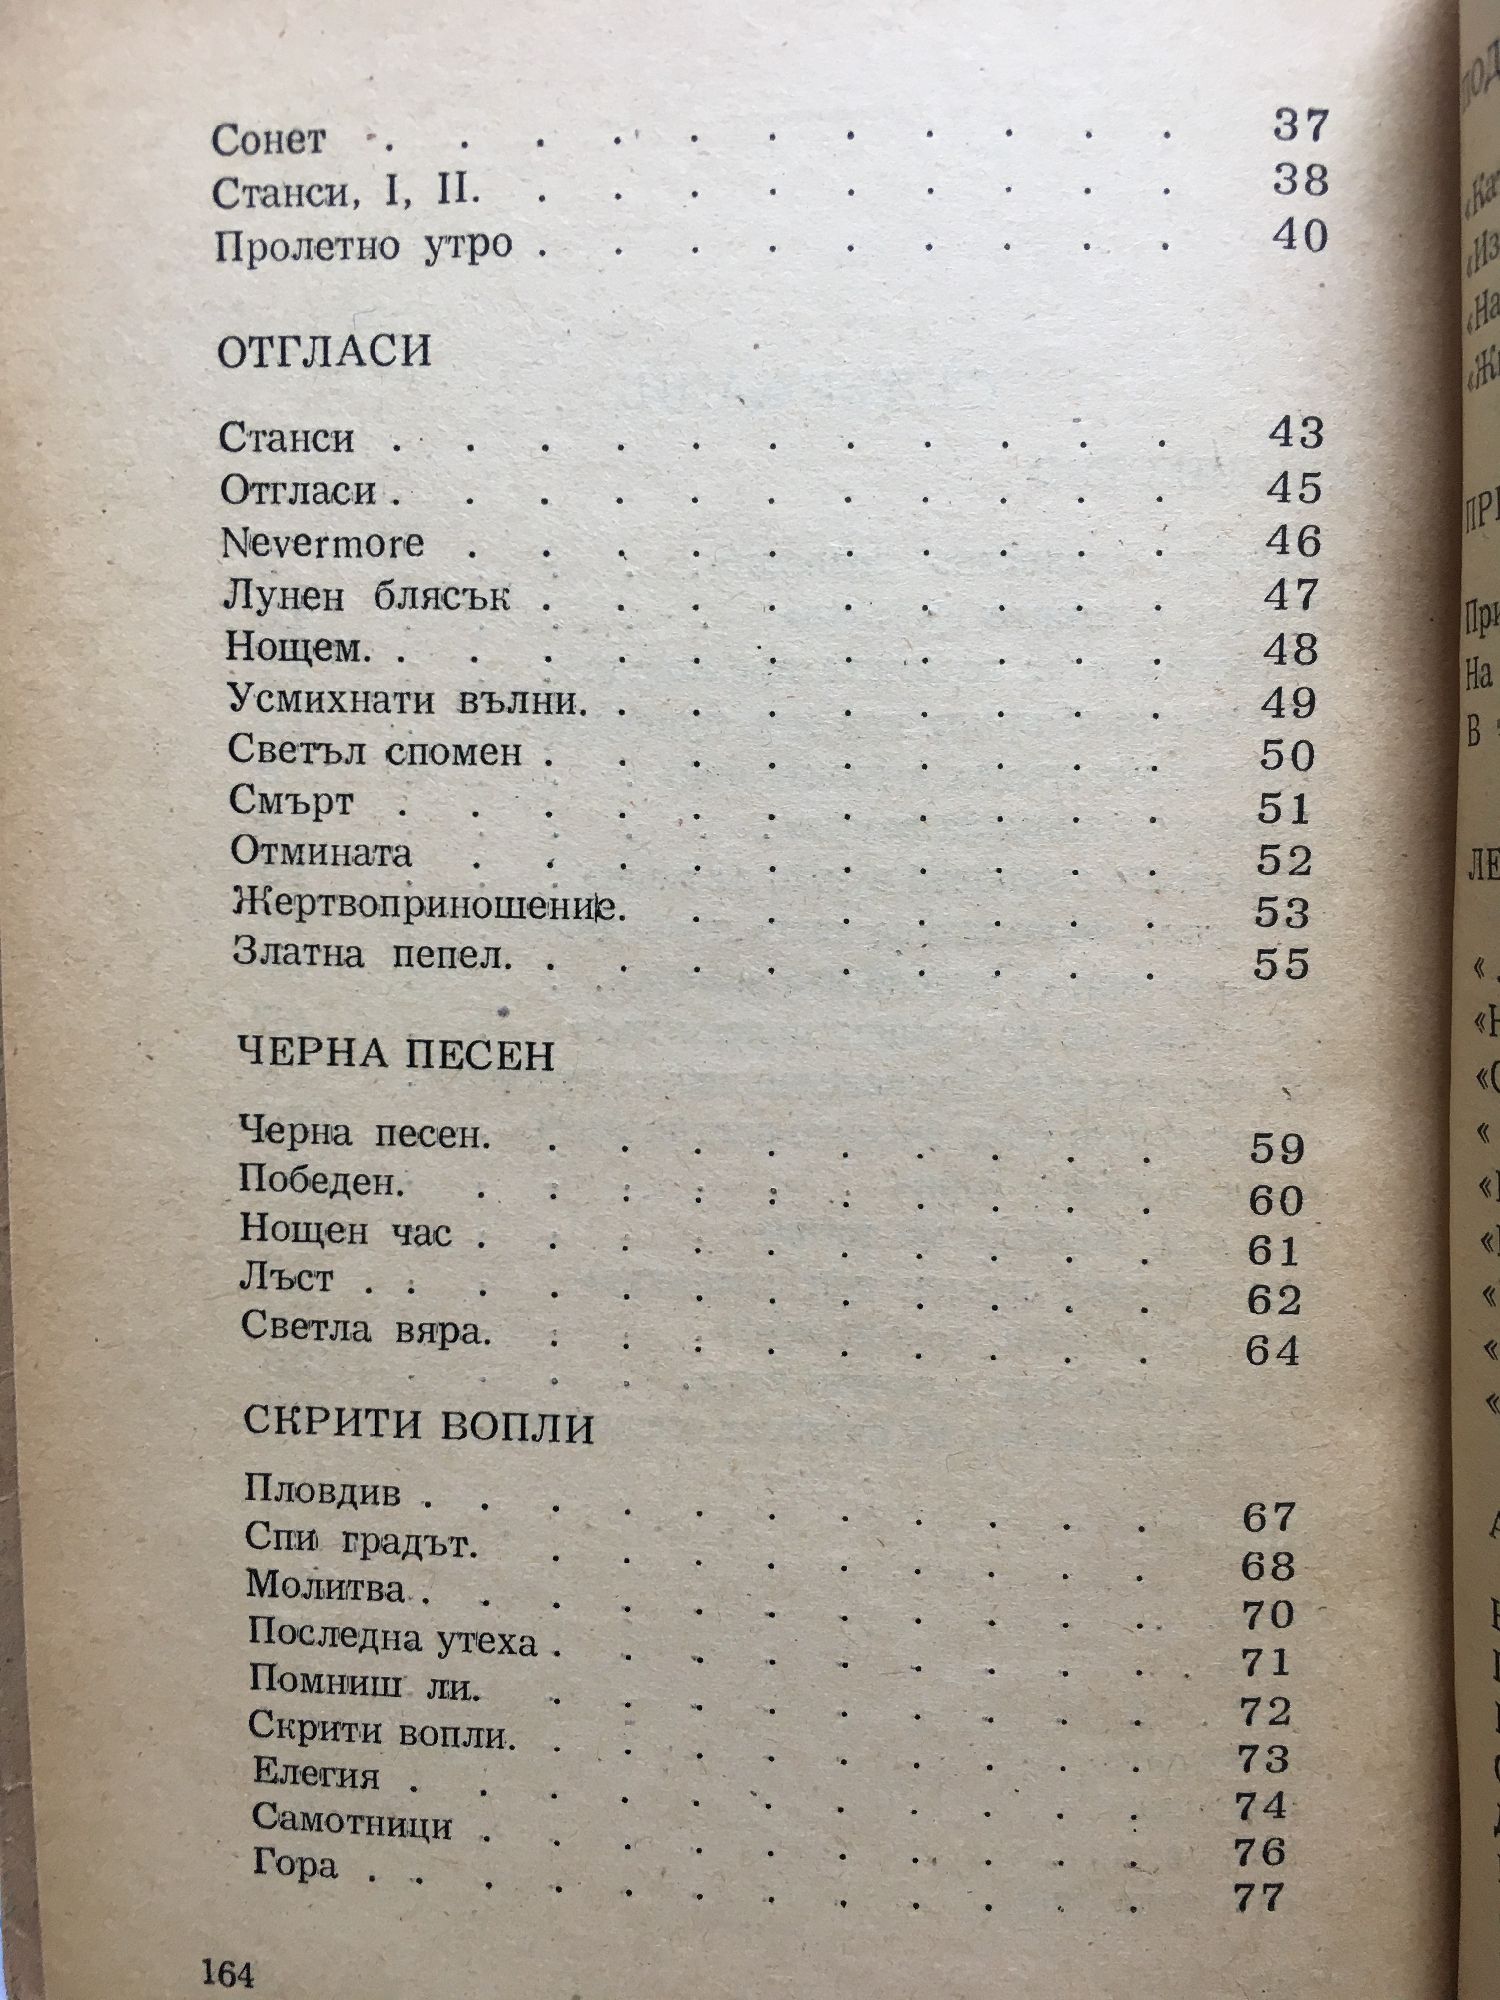 Сонет . . . . . . . . . . . 37
Станси, I, II. . . . . . . . . . 38
Пролетно утро . . . . . . . . . 40
ОТГЛАСИ
Станси . . . . . . . . . . . 43
Отгласи . . . . . . . . . . . 45
Nevermore . . . . . . . . . . 46
Лунен блясък . . . . . . . . . 47
Нощем. . . . . . . . . . . . 48
Усмихнати вълни. . . . . . . . . 49
Светъл спомен . . . . . . . . . 50
Смърт . . . . . . . . . . . 51
Отмината . . . . . . . . . . 52
Жертвоприношение. . . . . . . . 53
Златна пепел. . . . . . . . . . 55
ЧЕРНА ПЕСЕН
Черна песен. . . . . . . . . . 59
Победен. . . . . . . . . . . 60
Нощен час . . . . . . . . . . 61
Лъст . . . . . . . . . . . . 62
Светла вяра. . . . . . . . . . 64
СКРИТИ ВОПЛИ
Пловдив . . . . . . . . . . . 67
Спи градът. . . . . . . . . . 68
Молитва . . . . . . . . . . . 70
Последна утеха . . . . . . . . . 71
Помниш ли. . . . . . . . . . 72
Скрити вопли. . . . . . . . . . 73
Елегия . . . . . . . . . . . 74
Самотници . . . . . . . . . . 76
Гора . . . . . . . . . . . . 77
164